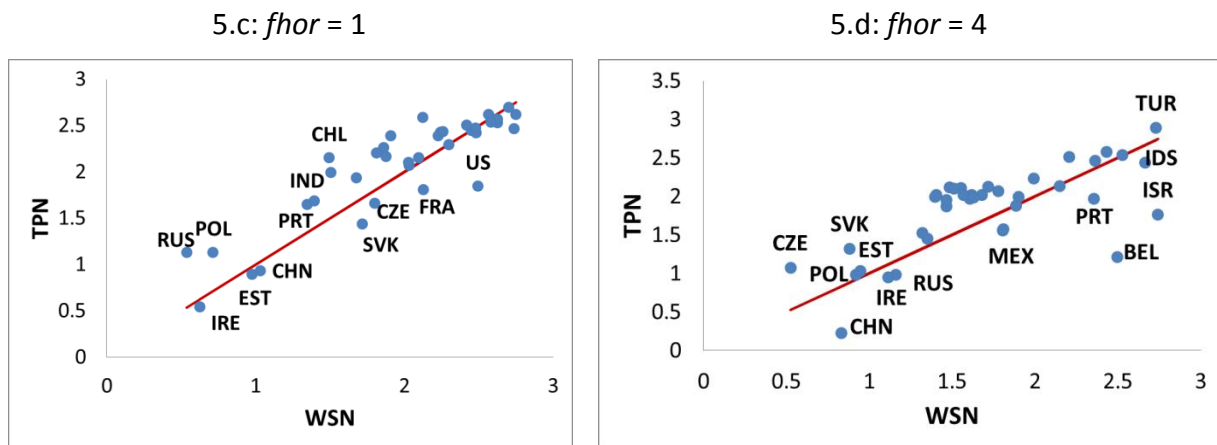 5.c: fhor = 1
TPN
3
2.5
2
1.5
1
0.5
0
CHL
IND
US
PRT
CZE
FRA
RUS
POL
SVK
CHN
EST
IRE
0
1
2
3
WSN
5.d: fhor = 4
TPN
3.5
3
2.5
2
1.5
1
0.5
0
TUR
IDS
ISR
PRT
SVK
CZE
EST
MEX
BEL
POL
RUS
IRE
CHN
0
0.5
1
1.5
2
2.5
3
WSN